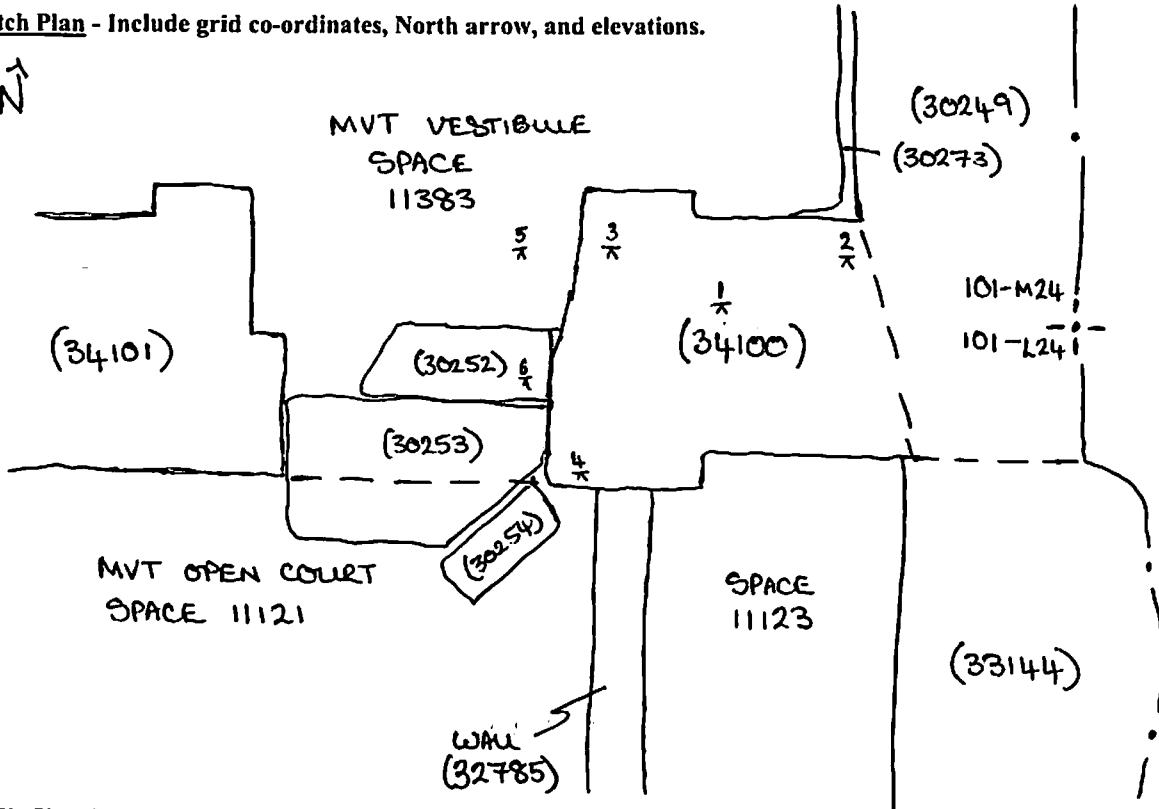 tch Plan - Include grid co-ordinates, North arrow, and elevations.
N
MVT VESTIBULE
SPACE
11383
(30249)
(30273)
5
3
2
1
101-M24
101-L24
(34101)
(30252)
6
(34100)
(30253)
4
(30254)
MVT OPEN COURT
SPACE 11121
SPACE
11123
(33144)
WALL
(32785)